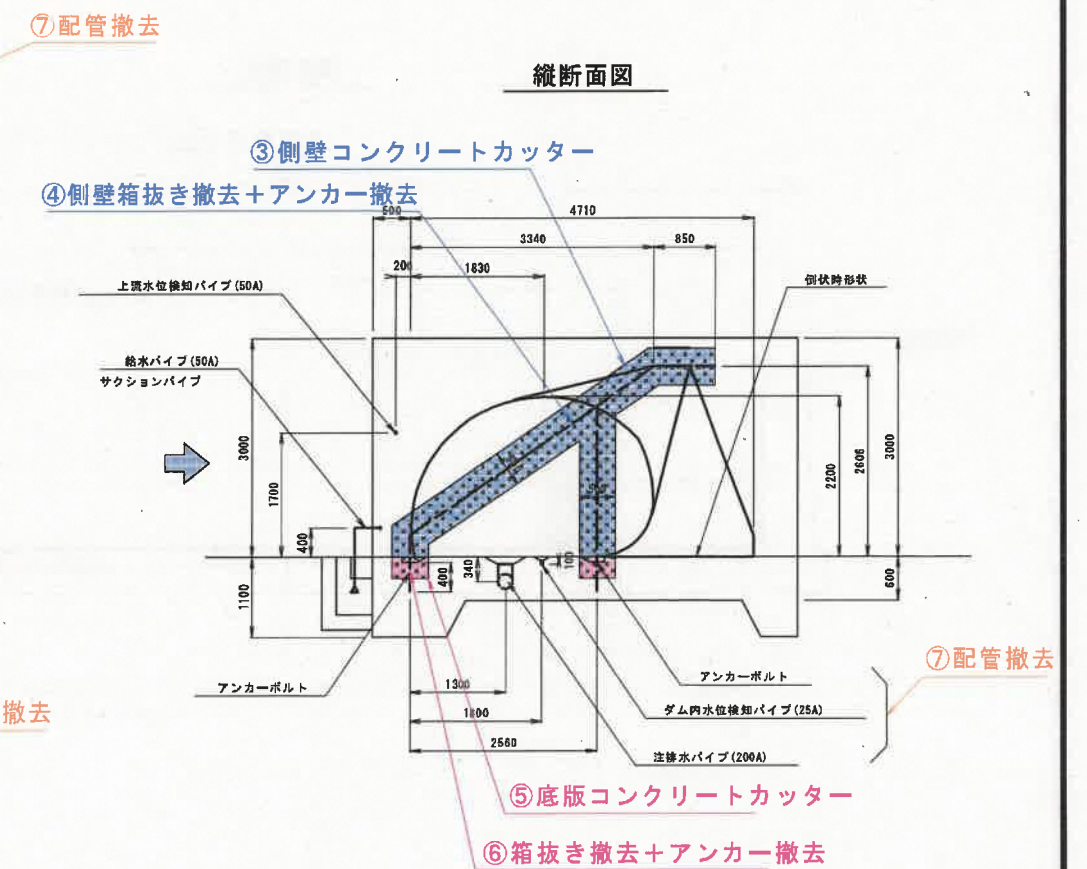 ⑦配管撤去
縦断面図
③側壁コンクリートカッター
④側壁箱抜き撤去＋アンカー撤去
500
4710
3340
850
200
1830
上流水位検知パイプ(50A)
倒伏時形状
給水パイプ(50A)
サクションパイプ
3000
1700
400
2200
2606
3000
1100
400
340
100
600
⑦配管撤去
アンカーボルト
1300
アンカーボルト
撤去
1800
ダム内水位検知パイプ(25A)
2560
注排水パイプ(200A)
⑤底版コンクリートカッター
⑥箱抜き撤去＋アンカー撤去